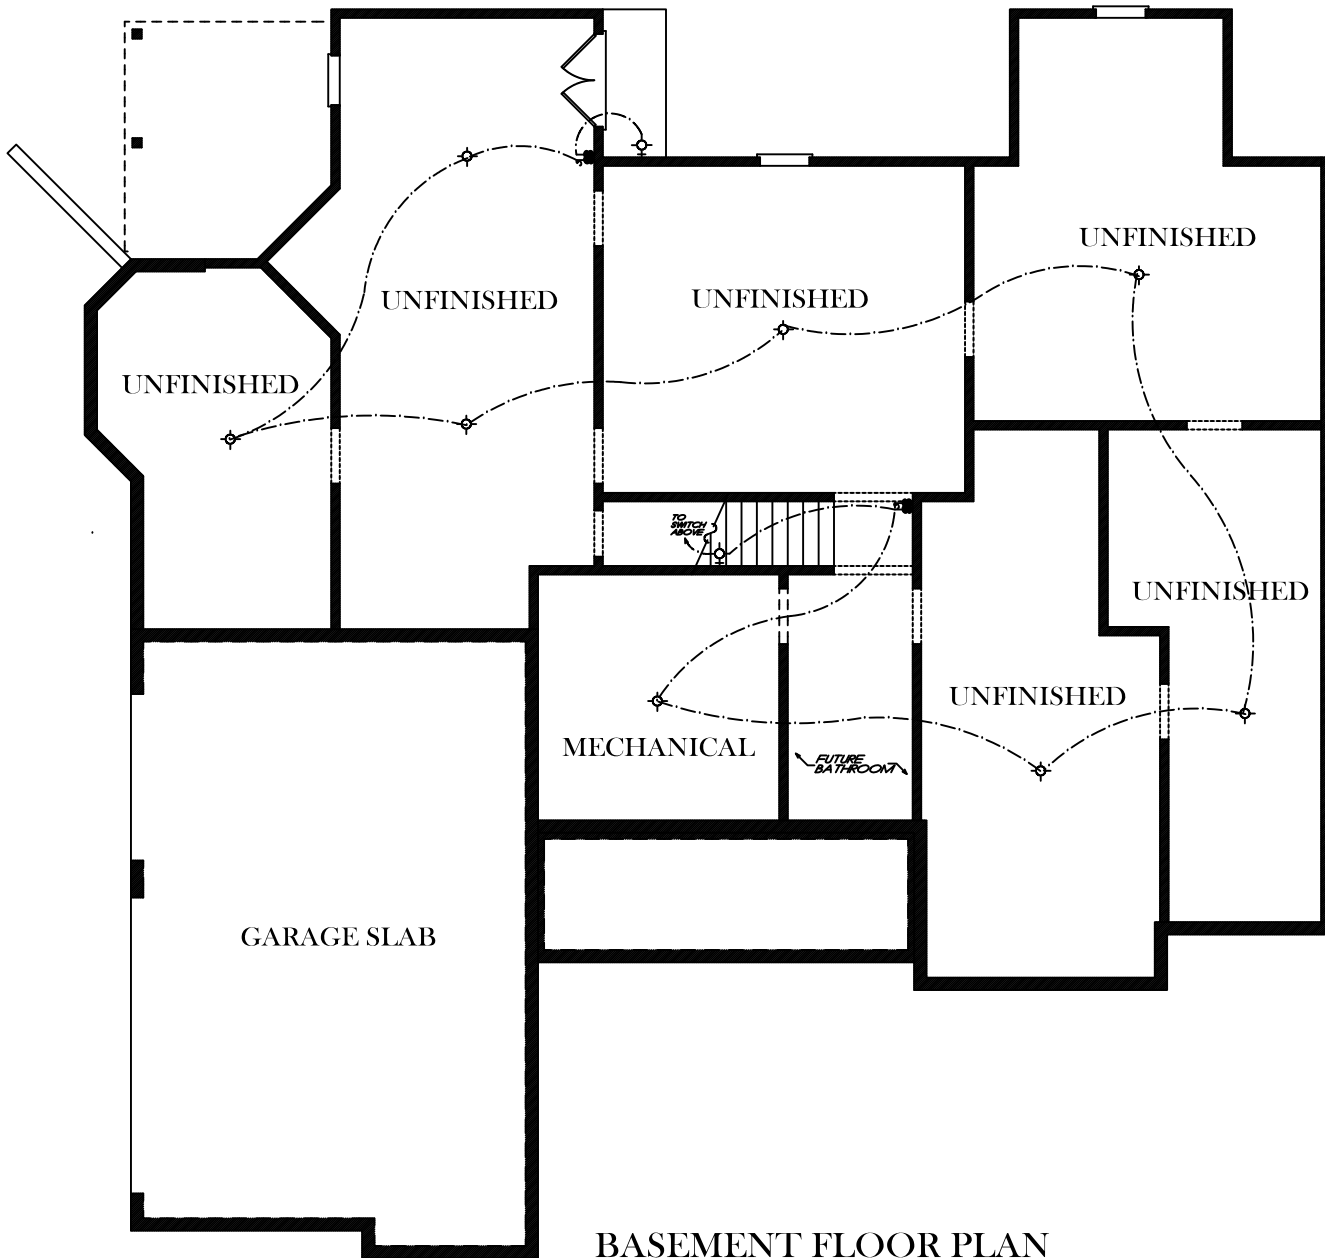 UNFINISHED
UNFINISHED
UNFINISHED
UNFINISHED
TO
SWITCH
ABOVE
UNFINISHED
UNFINISHED
MECHANICAL
FUTURE
BATHROOM
GARAGE SLAB
BASEMENT FLOOR PLAN